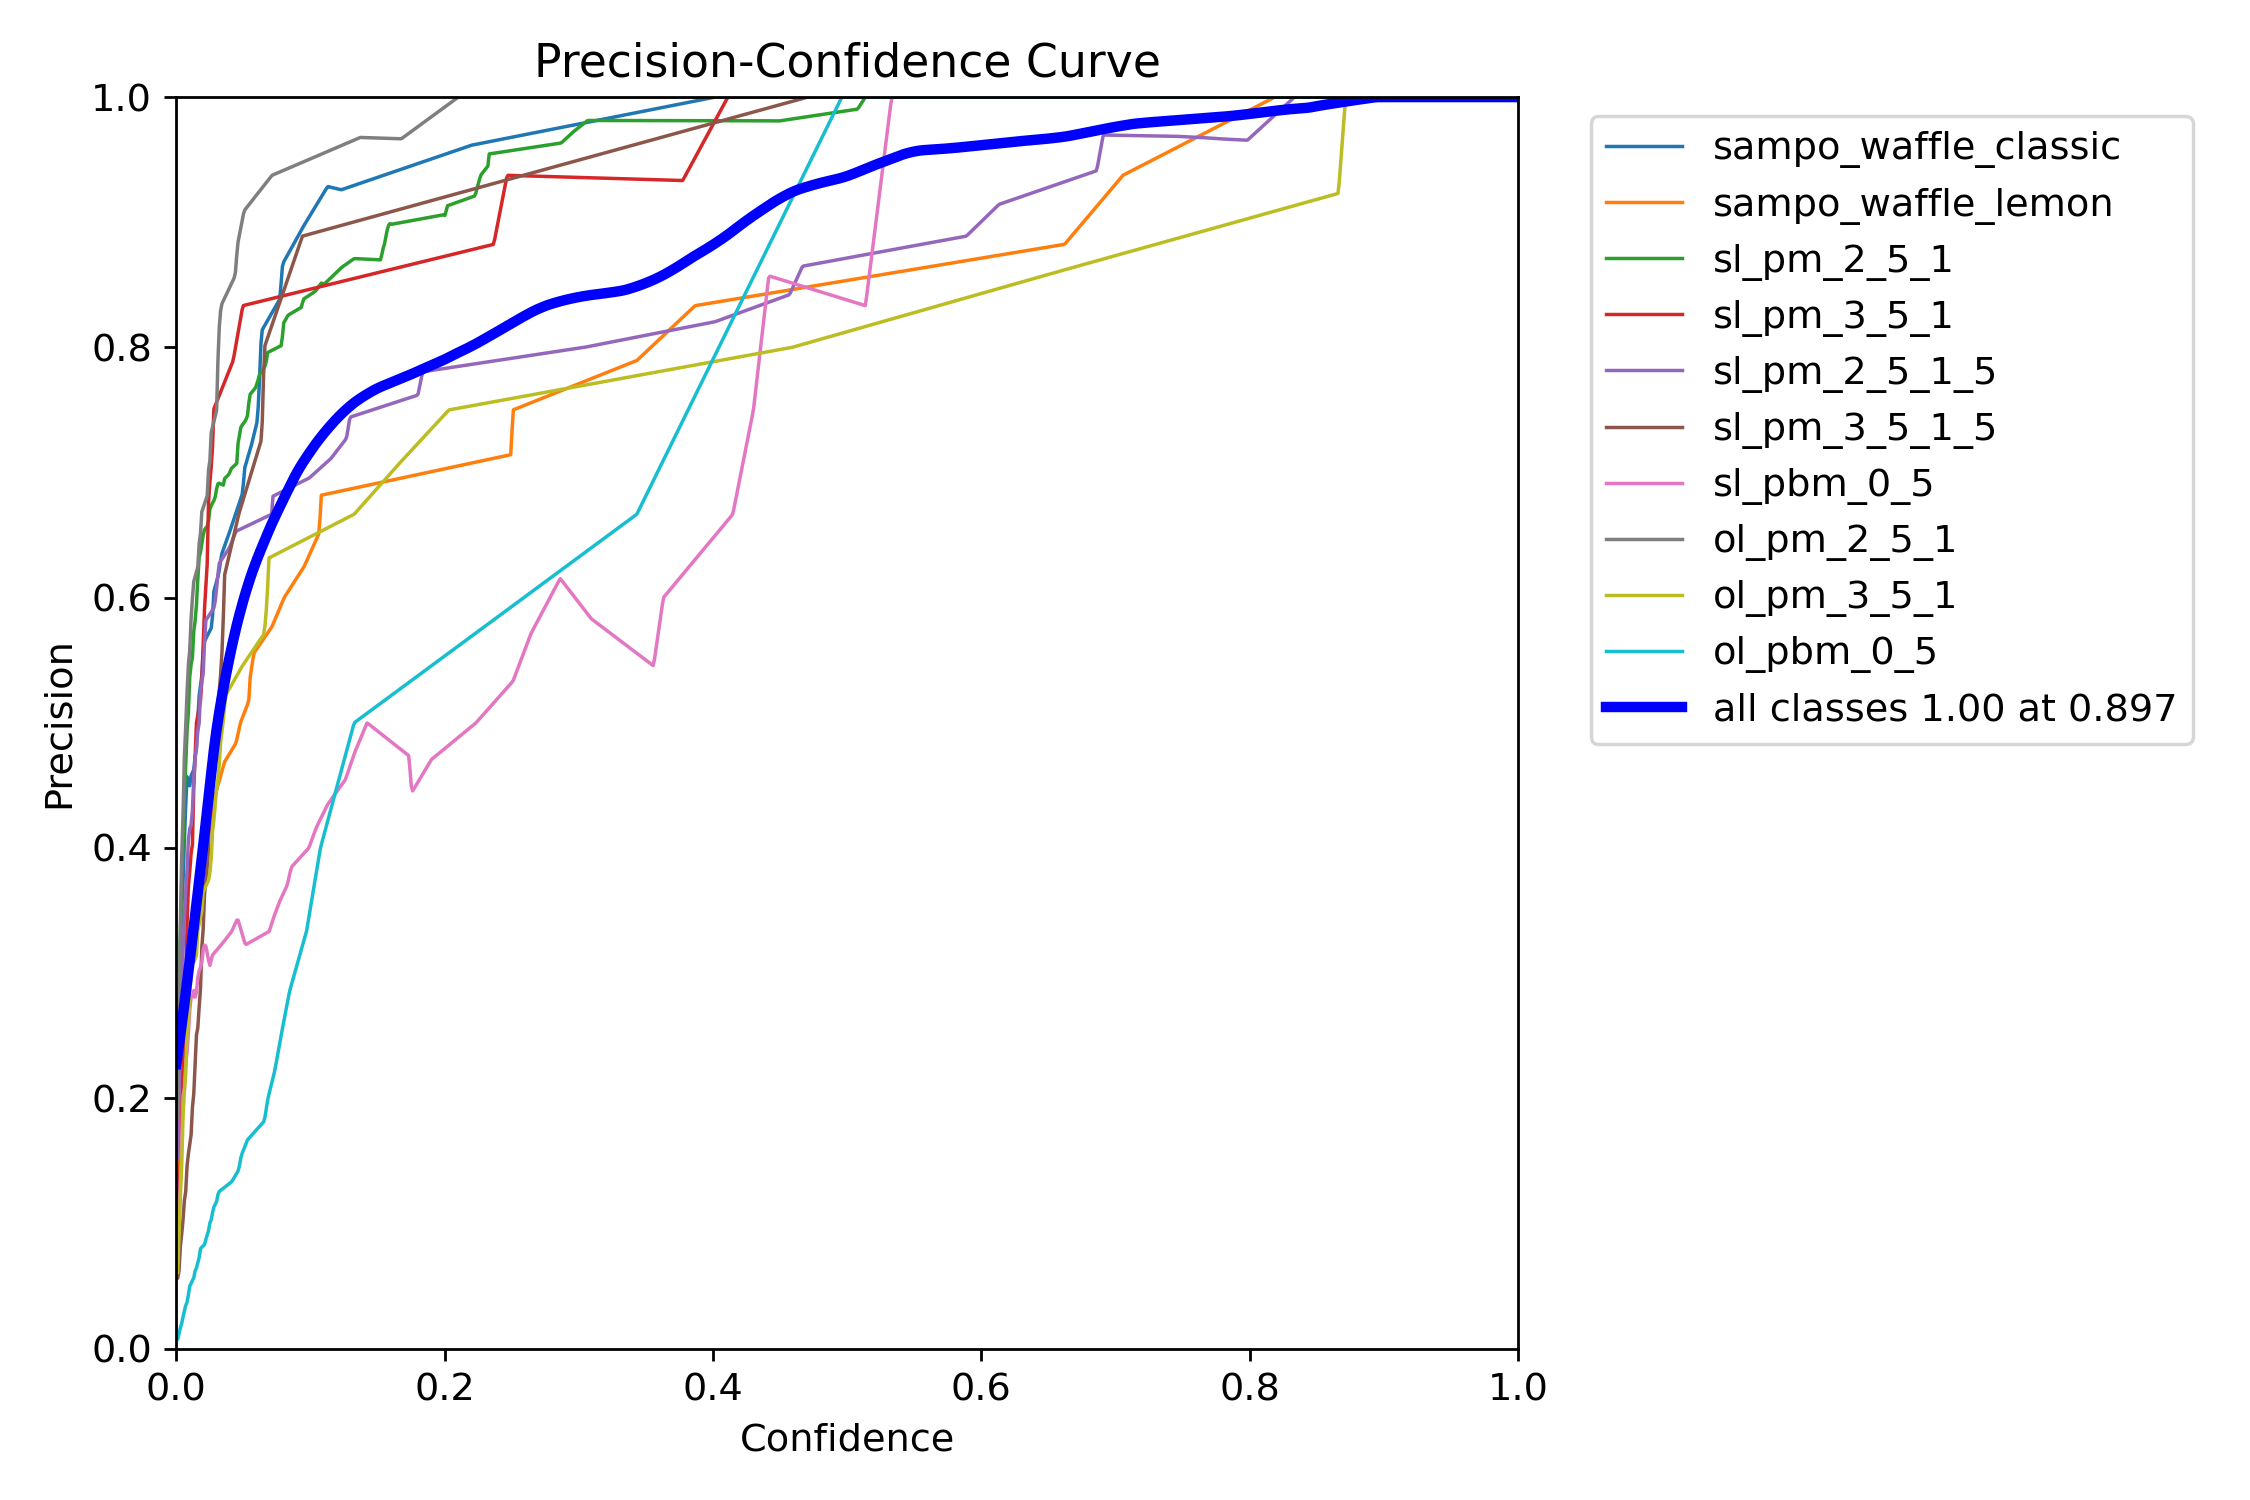 Precision-Confidence Curve
1.0
0.8
0.6
0.4
0.2
0.0
Precision
0.0 0.2 0.4 0.6 0.8 1.0
Confidence
sampo_waffle_classic
sampo_waffle_lemon
sl_pm_2_5_1
sl_pm_3_5_1
sl_pm_2_5_1_5
sl_pm_3_5_1_5
sl_pbm_0_5
ol_pm_2_5_1
ol_pm_3_5_1
ol_pbm_0_5
all classes 1.00 at 0.897